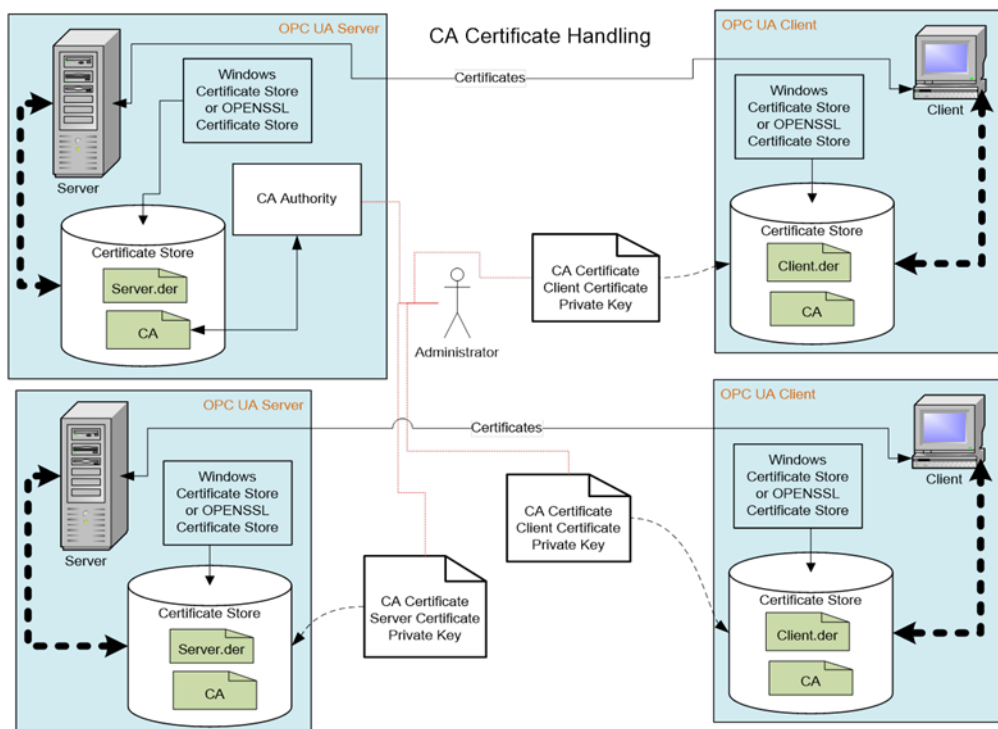 CA Certificate Handling
OPC UA Server
Server
Windows
Certificate Store
or OPENSSL
Certificate Store
CA Authority
Certificate Store
Server.der
CA
Certificates
OPC UA Client
Client
Windows
Certificate Store
or OPENSSL
Certificate Store
Certificate Store
Client.der
CA
CA Certificate
Client Certificate
Private Key
Administrator
OPC UA Server
Server
Windows
Certificate Store
or OPENSSL
Certificate Store
Certificate Store
Server.der
CA
Certificates
CA Certificate
Server Certificate
Private Key
CA Certificate
Client Certificate
Private Key
OPC UA Client
Client
Windows
Certificate Store
or OPENSSL
Certificate Store
Certificate Store
Client.der
CA